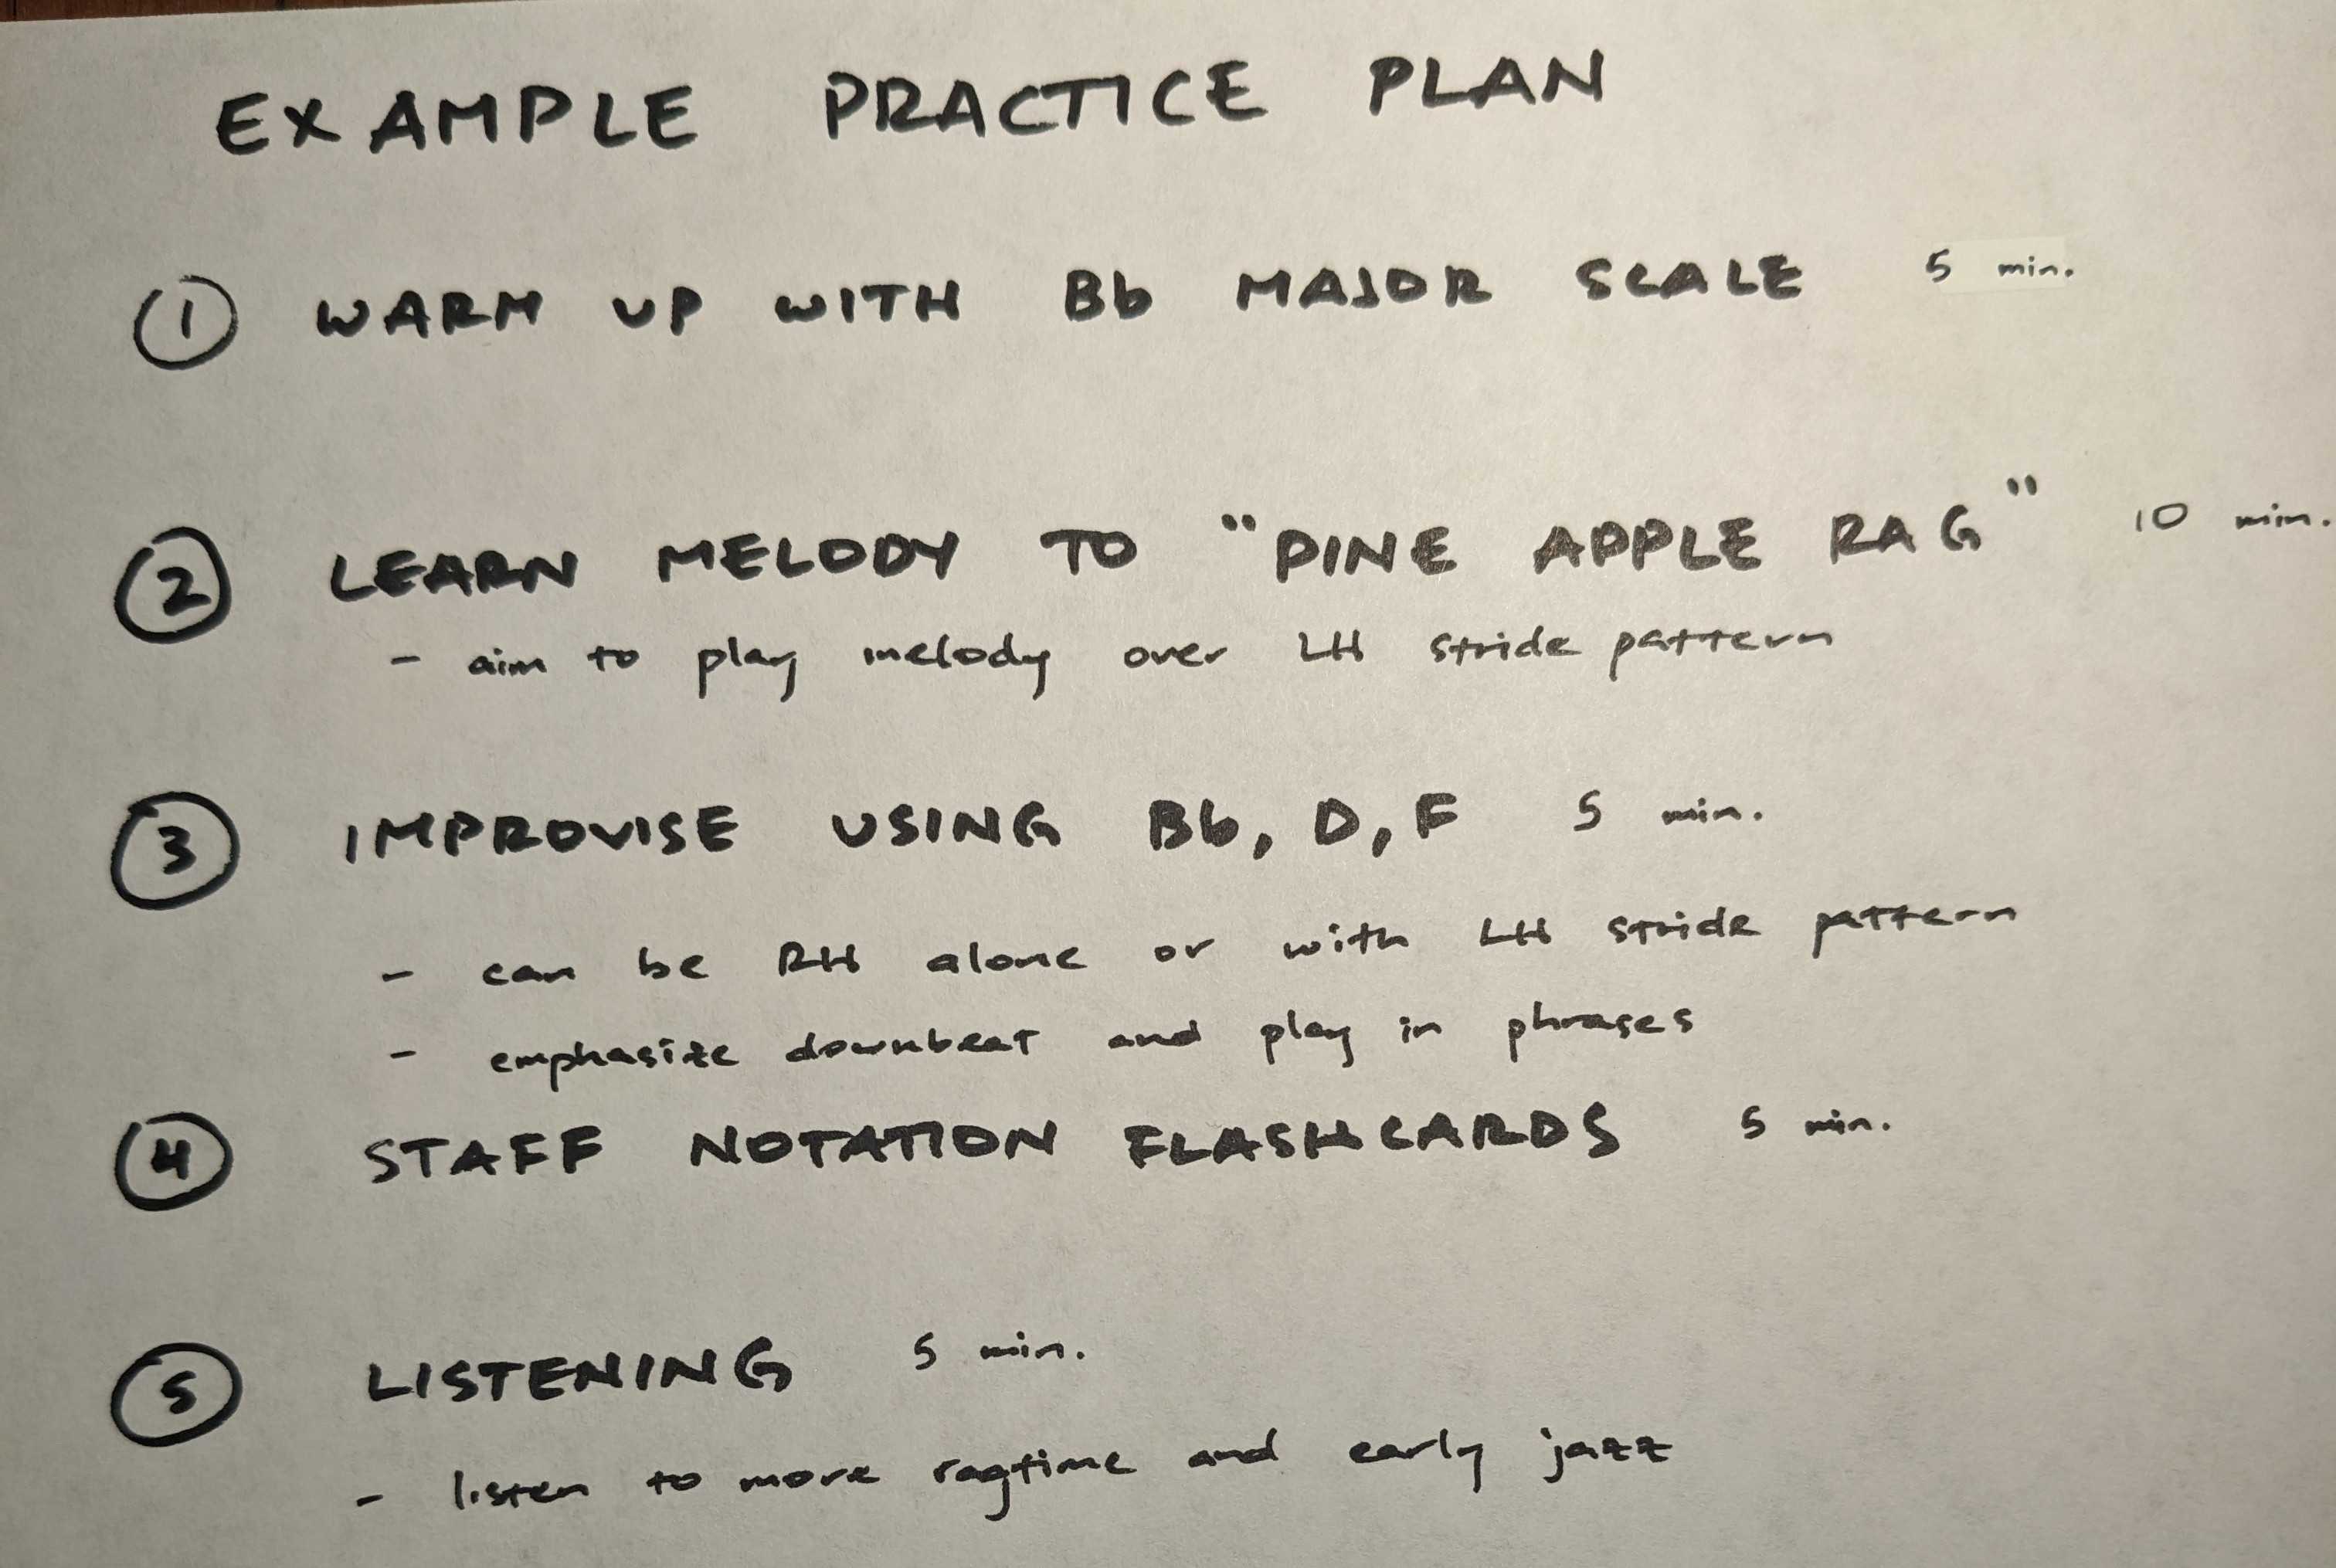 EXAMPLE PRACTICE PLAN
① WARM UP WITH Bb MAJOR SCALE 5 min.
② LEARN MELODY TO "PINE APPLE RAG" 10 min.
- aim to play melody over LH stride pattern
③ IMPROVISE USING Bb, D, F 5 min.
- can be RH alone or with LH stride pattern
- emphasize downbeat and play in phrases
④ STAFF NOTATION FLASHCARDS 5 min.
⑤ LISTENING 5 min.
- listen to more ragtime and early jazz